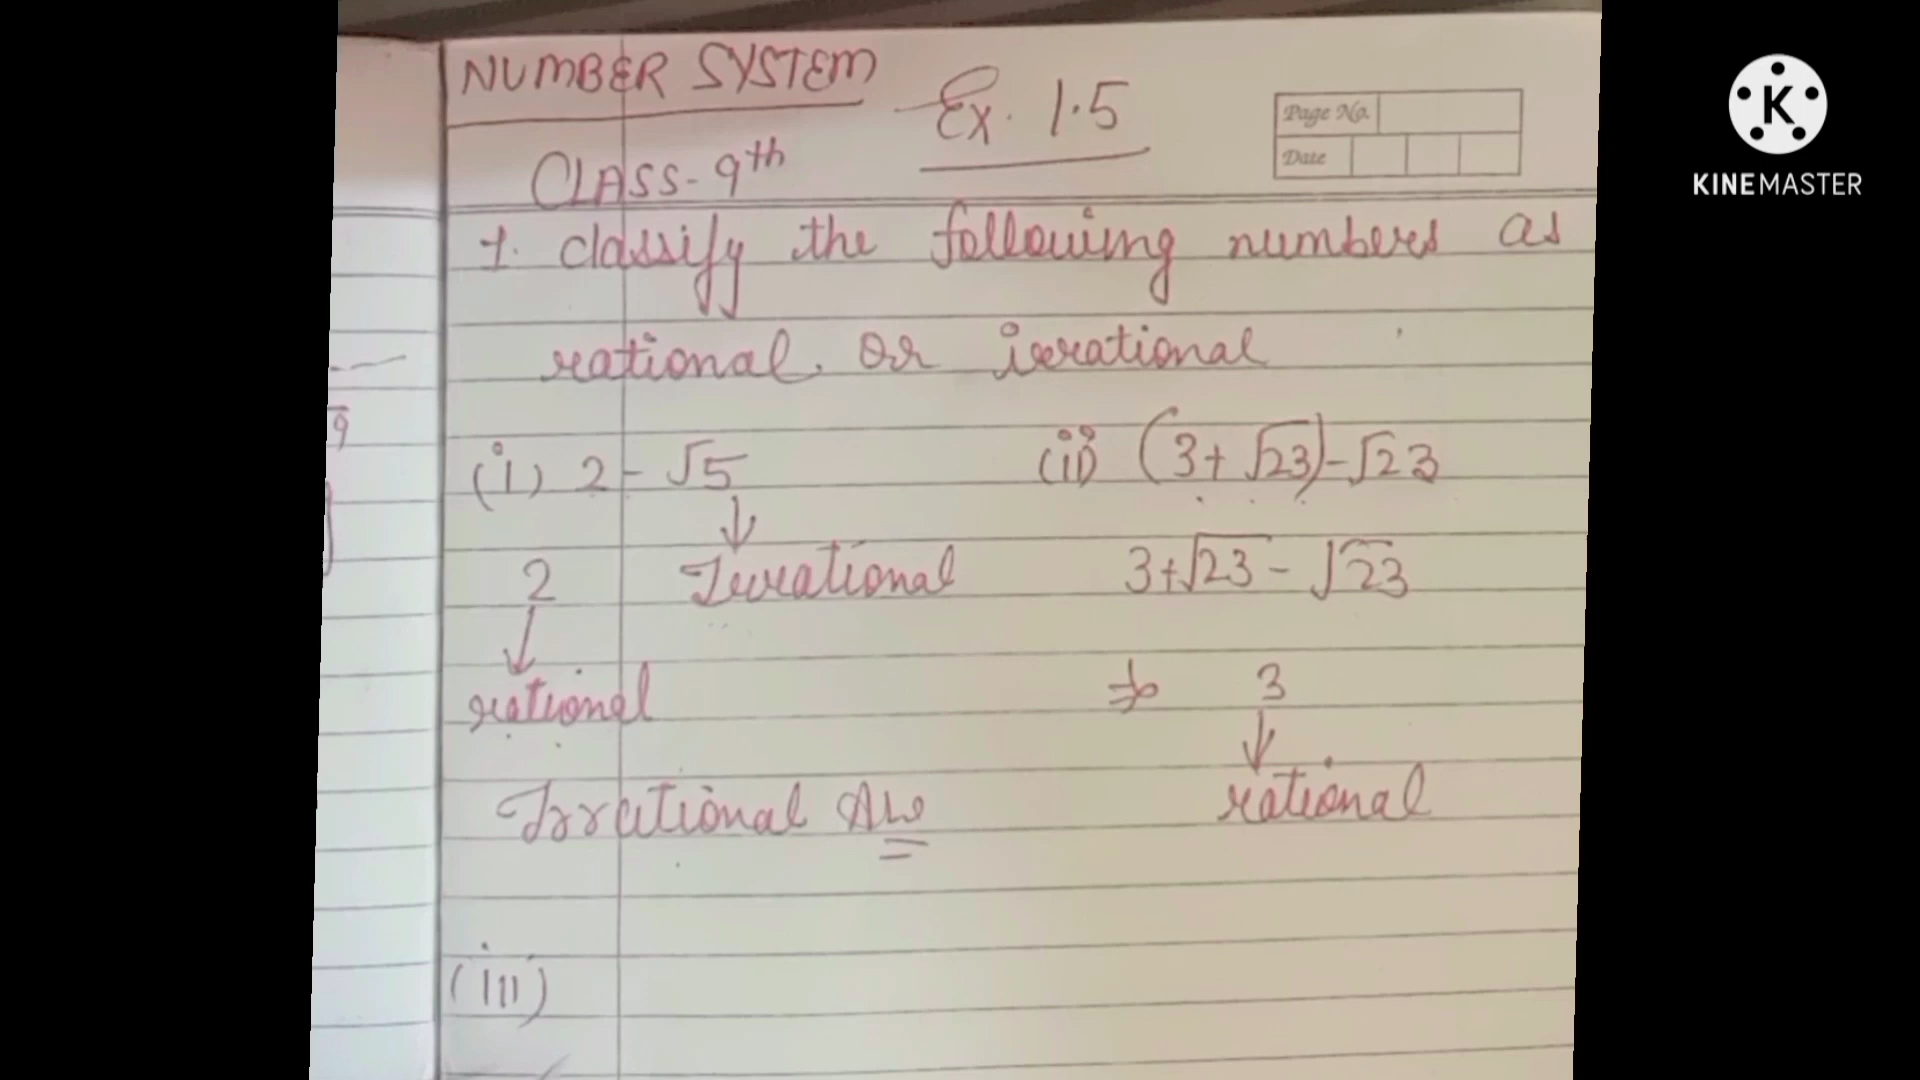 NUMBER SYSTEM
Ex. 1.5
Page No.
Date
CLASS-9th
1. classify the following numbers as
rational or irrational
(i) 2 - √5
(ii) (3+√23)-√23
2
Irrational
3+√23 - √23
rational
⇒ 3
Irrational Ans
rational
(iii)
9
K
KINEMASTER